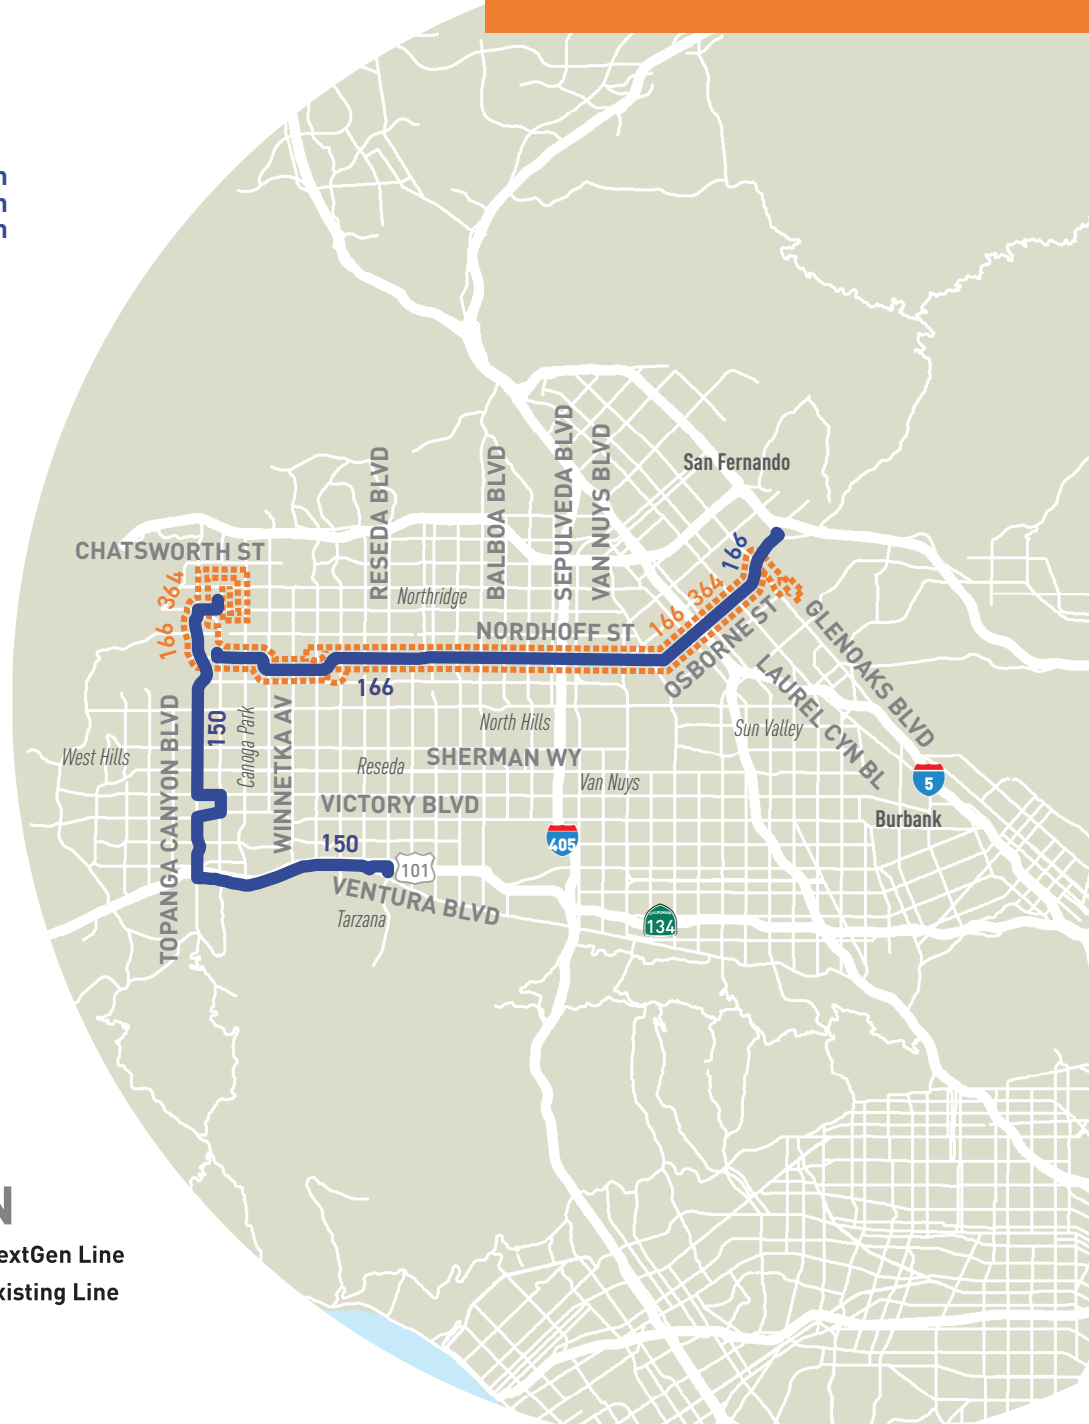 San Fernando
RESEDA BLVD
BALBOA BLVD
SEPULVEDA BLVD
VAN NUYS BLVD
CHATSWORTH ST
166 364
Northridge
166
166 364
NORDHOFF ST
OSBORNE ST
GLENOAKS BLVD
LAUREL CYN BL
166
150
TOPANGA CANYON BLVD
Canoga Park
WINNETKA AV
West Hills
North Hills
Sun Valley
Reseda
SHERMAN WY
Van Nuys
VICTORY BLVD
5
Burbank
150
405
101
VENTURA BLVD
Tarzana
CALIFORNIA
134
extGen Line
xisting Line